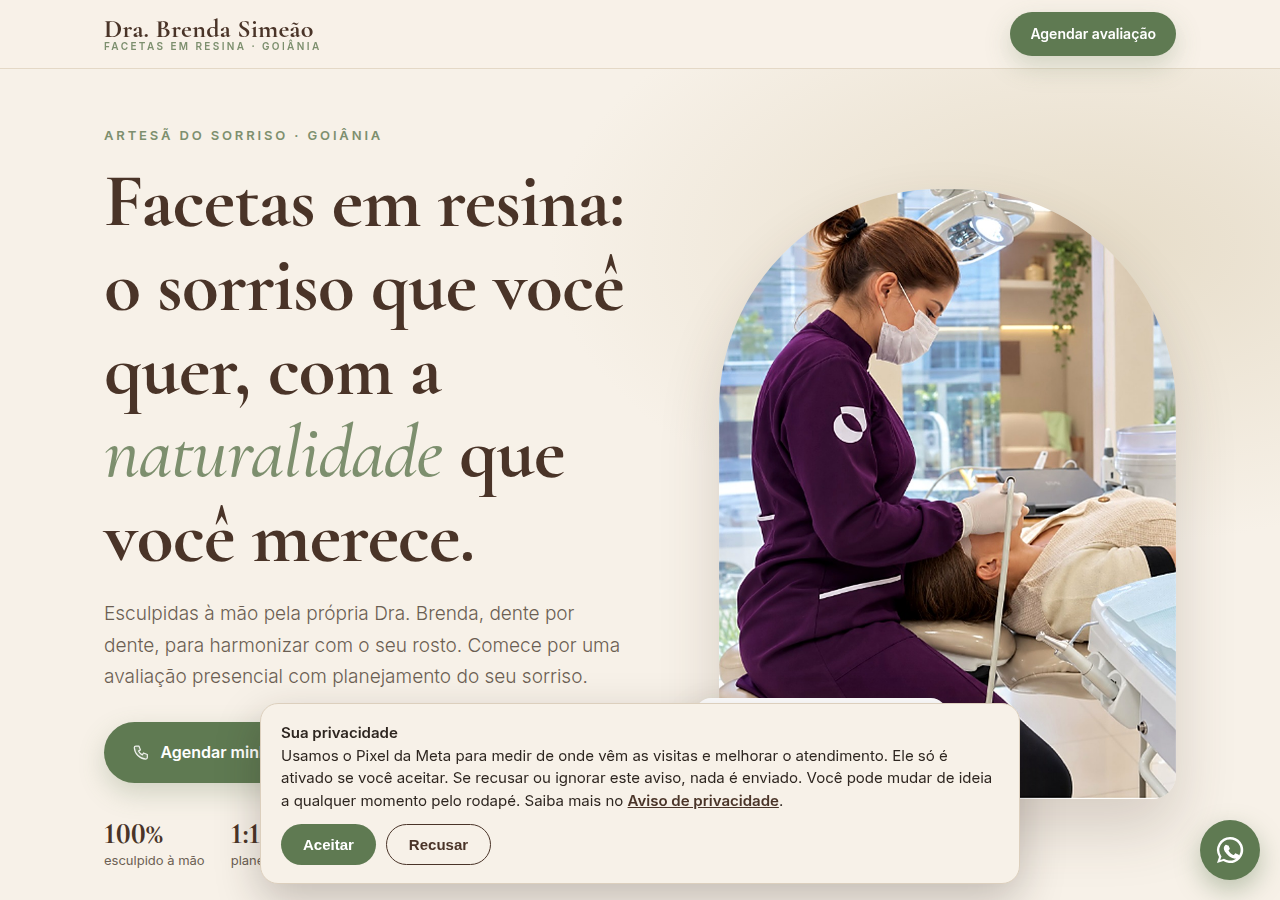 Dra. Brenda Simeão
FACETAS EM RESINA · GOIÂNIA
Agendar avaliação
ARTESÃ DO SORRISO · GOIÂNIA
Facetas em resina:
o sorriso que você
quer, com a
naturalidade que
você merece.
Esculpidas à mão pela própria Dra. Brenda, dente por
dente, para harmonizar com o seu rosto. Comece por uma
avaliação presencial com planejamento do seu sorriso.
Agendar min
100%
esculpido à mão
1:1
plane
Sua privacidade
Usamos o Pixel da Meta para medir de onde vêm as visitas e melhorar o atendimento. Ele só é
ativado se você aceitar. Se recusar ou ignorar este aviso, nada é enviado. Você pode mudar de ideia
a qualquer momento pelo rodapé. Saiba mais no Aviso de privacidade.
Aceitar
Recusar